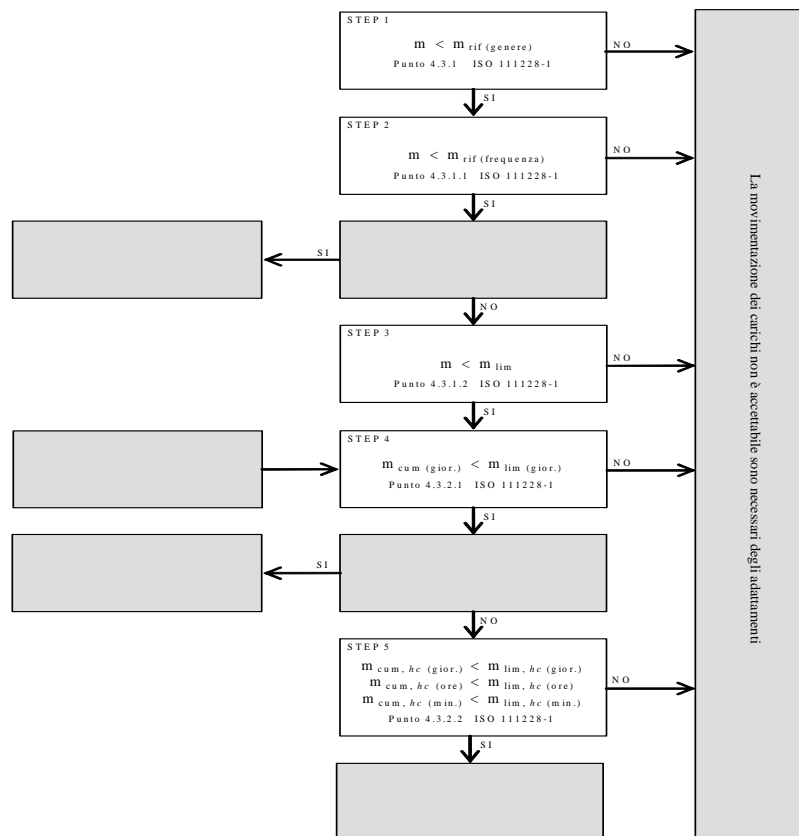 STEP 1
m < m rif (genere)
Punto 4.3.1 ISO 111228-1
NO
SI
STEP 2
m < m rif(frequenza)
Punto 4.3.1.1 ISO 111228-1
NO
SI
SI
NO
STEP 3
m < m lim
Punto 4.3.1.2 ISO 111228-1
NO
SI
STEP 4
m cum (gior.) < m lim (gior.)
Punto 4.3.2.1 ISO 111228-1
NO
SI
SI
NO
STEP 5
m cum, hc (gior.) < m lim, hc (gior.)
m cum, hc (ore) < m lim, hc (ore)
m cum, hc (min.) < m lim, hc (min.)
Punto 4.3.2.2 ISO 111228-1
NO
SI
La movimentazione dei carichi non è accettabile sono necessari degli adattamenti